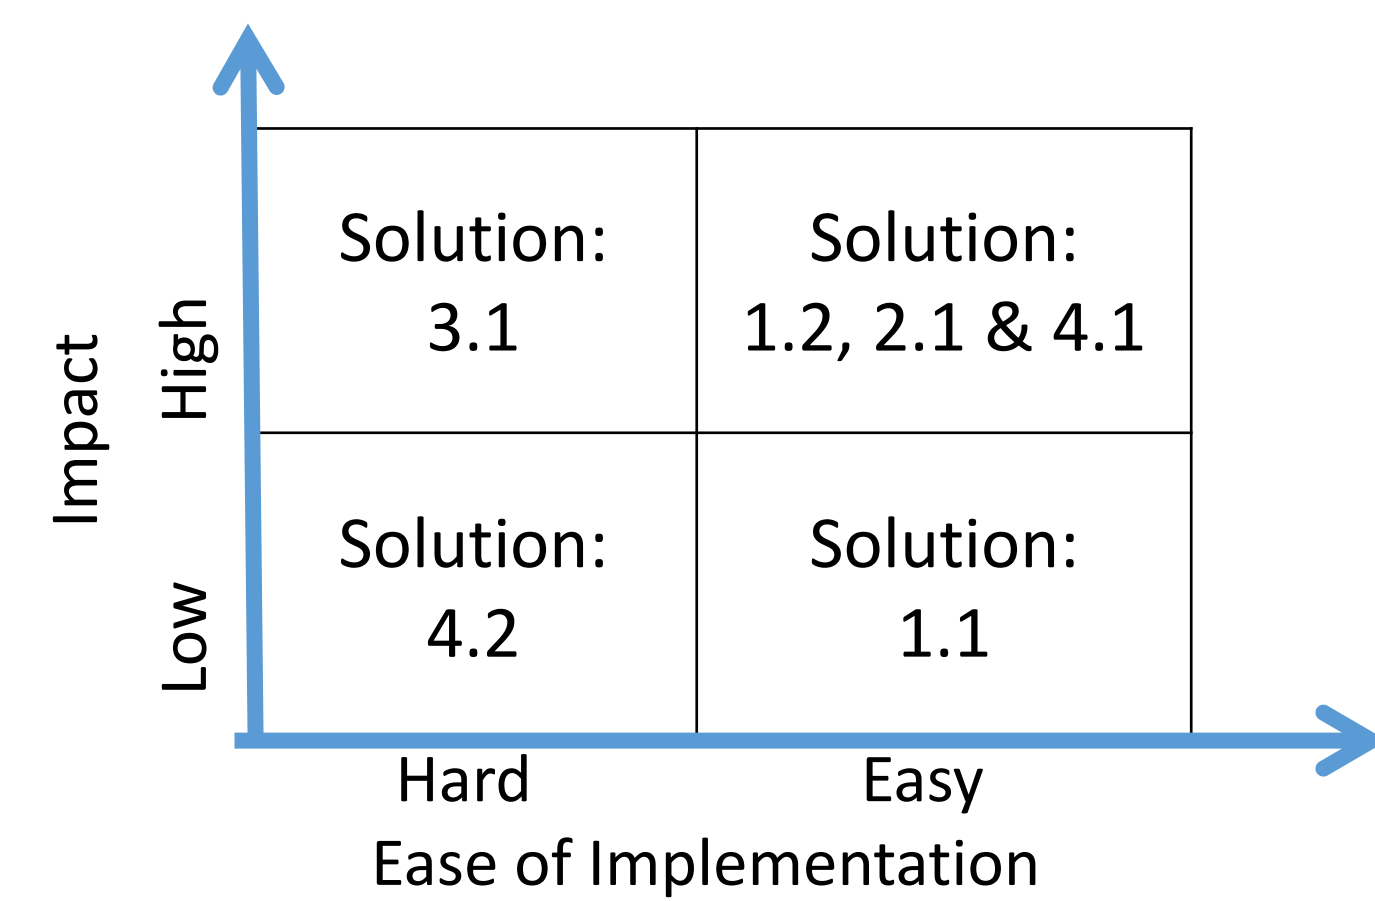 Impact
High
Low
Solution:
3.1
Solution:
1.2, 2.1 & 4.1
Solution:
4.2
Solution:
1.1
Hard
Easy
Ease of Implementation